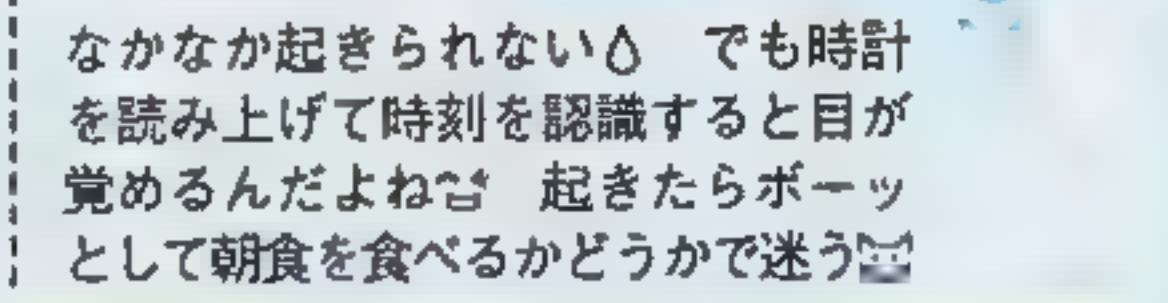 なかなか起きられない💧　でも時計
を読み上げて時刻を認識すると目が
覚めるんだよね　起きたらボーッ
として朝食を食べるかどうかで迷う🐱